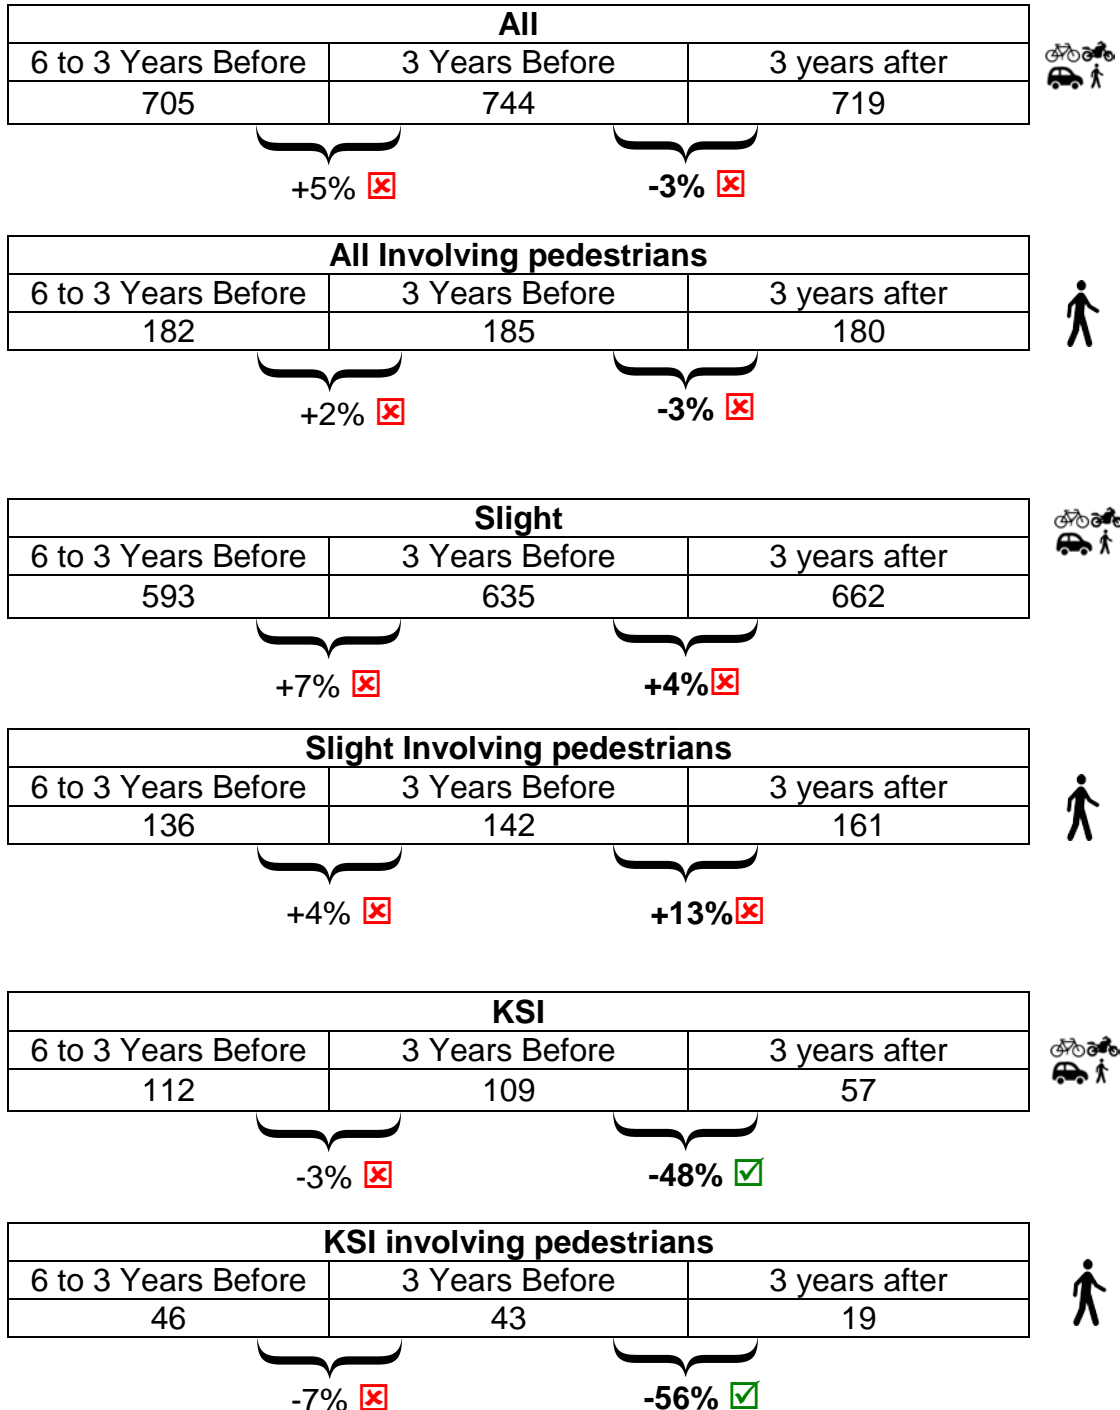 All
6 to 3 Years Before 3 Years Before 3 years after
705 744 719
+5% -3%
All Involving pedestrians
6 to 3 Years Before 3 Years Before 3 years after
182 185 180
+2% -3%
Slight
6 to 3 Years Before 3 Years Before 3 years after
593 635 662
+7% +4%
Slight Involving pedestrians
6 to 3 Years Before 3 Years Before 3 years after
136 142 161
+4% +13%
KSI
6 to 3 Years Before 3 Years Before 3 years after
112 109 57
-3% -48%
KSI involving pedestrians
6 to 3 Years Before 3 Years Before 3 years after
46 43 19
-7% -56%